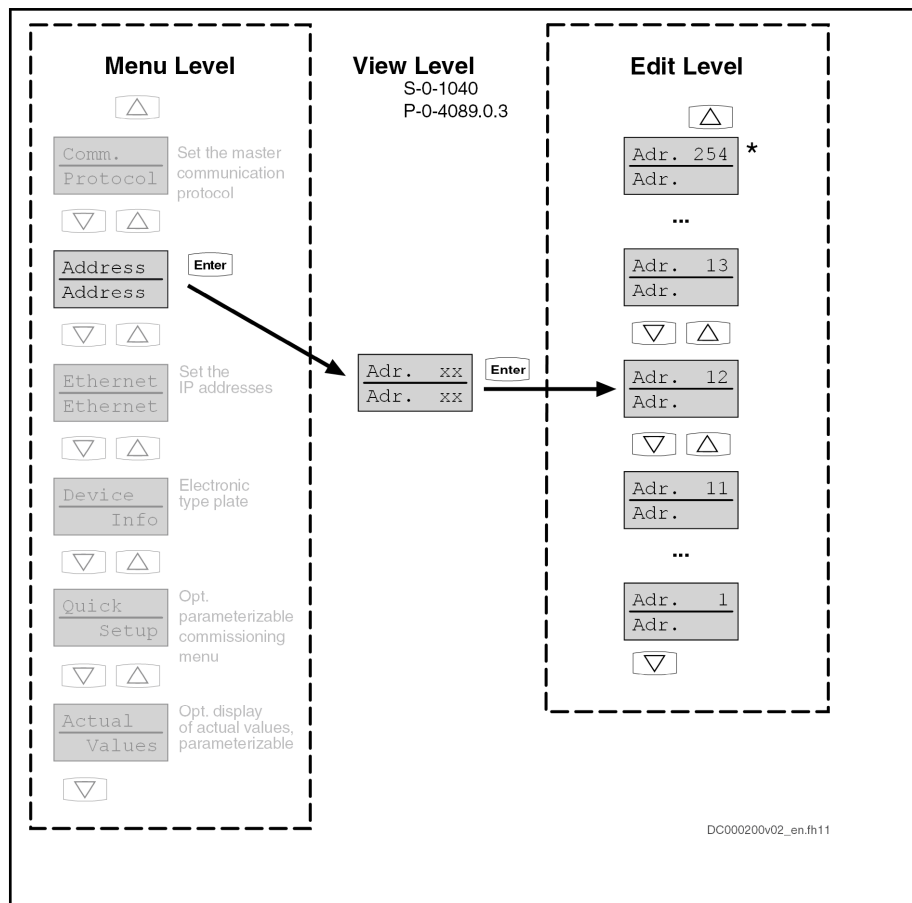 Menu Level
Comm.
Protocol
Set the master
communication
protocol
Address
Address
Enter
Ethernet
Ethernet
Set the
IP addresses
Device
Info
Electronic
type plate
Quick
Setup
Opt.
parameterizable
commissioning
menu
Actual
Values
Opt. display
of actual values,
parameterizable
View Level
S-0-1040
P-0-4089.0.3
Adr. xx
Adr. xx
Enter
Edit Level
Adr. 254 *
Adr.
...
Adr. 13
Adr.
Adr. 12
Adr.
Adr. 11
Adr.
...
Adr. 1
Adr.
DC000200v02_en.fh11